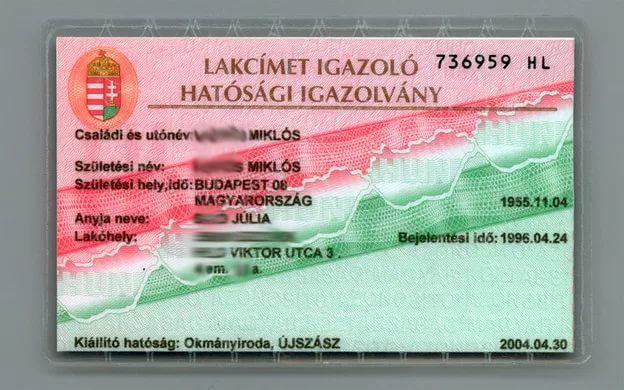 LAKCÍMET IGAZOLÓ 736959 HL
HATÓSÁGI IGAZOLVÁNY
Családi és utónév: MIKLÓS
Születési név: MIKLÓS
Születési hely,idő: BUDAPEST 08
MAGYARORSZÁG 1955.11.04
Anyja neve: JÚLIA
Lakóhely: Bejelentési idő: 1996.04.24
VIKTOR UTCA 3 .
em. a.
Kiállító hatóság: Okmányiroda, ÚJSZÁSZ 2004.04.30